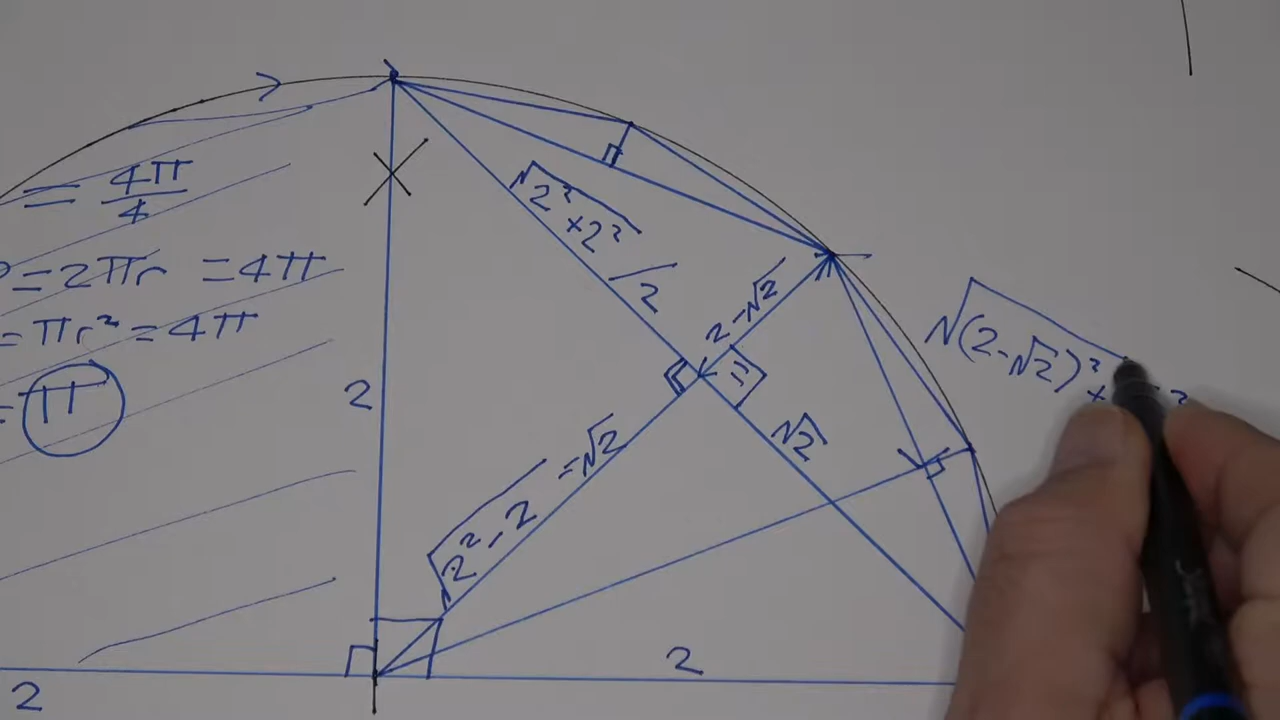 = 4π/4
= 2πr = 4π
= πr² = 4π
= π
2
2
2
√2²+2²
/2
2-√2
=
√2
√2²-2 =√2
√(2-√2)²+
2